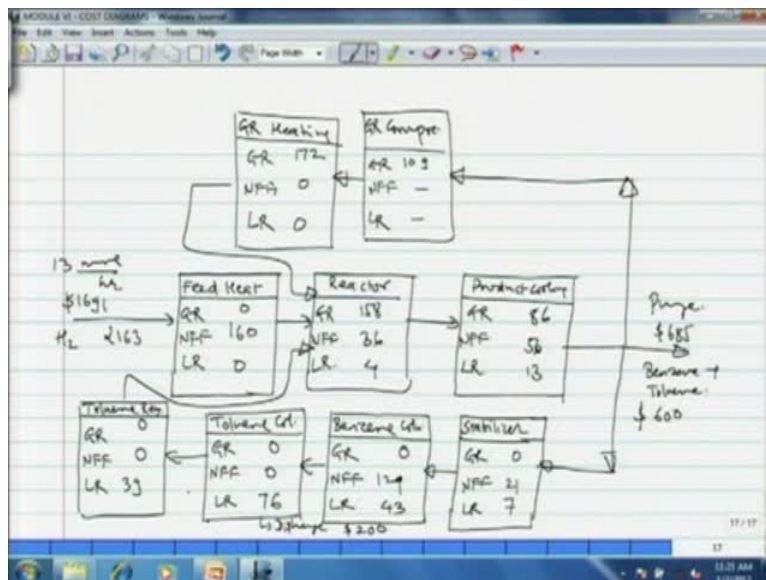 MODULE VI - COST DIAGRAMS - Windows Journal
File Edit View Insert Actions Tools Help
Page Width
GR Heating
GR 172
NFF 0
LR 0
GR Compre.
GR 109
NFF -
LR -
13
hr
$1691
H2 2163
Feed Heat
GR 0
NFF 160
LR 0
Reactor
GR 158
NFF 36
LR 4
Product cooling
GR 86
NFF 56
LR 13
Purge
$685
Benzene +
Toluene
$600
Toluene Rey
GR 0
NFF 0
LR 39
Toluene Col.
GR 0
NFF 0
LR 76
Benzene Col.
GR 0
NFF 129
LR 43
Stabilizer
GR 0
NFF 21
LR 7
$200
17 / 17
17
11:21 AM